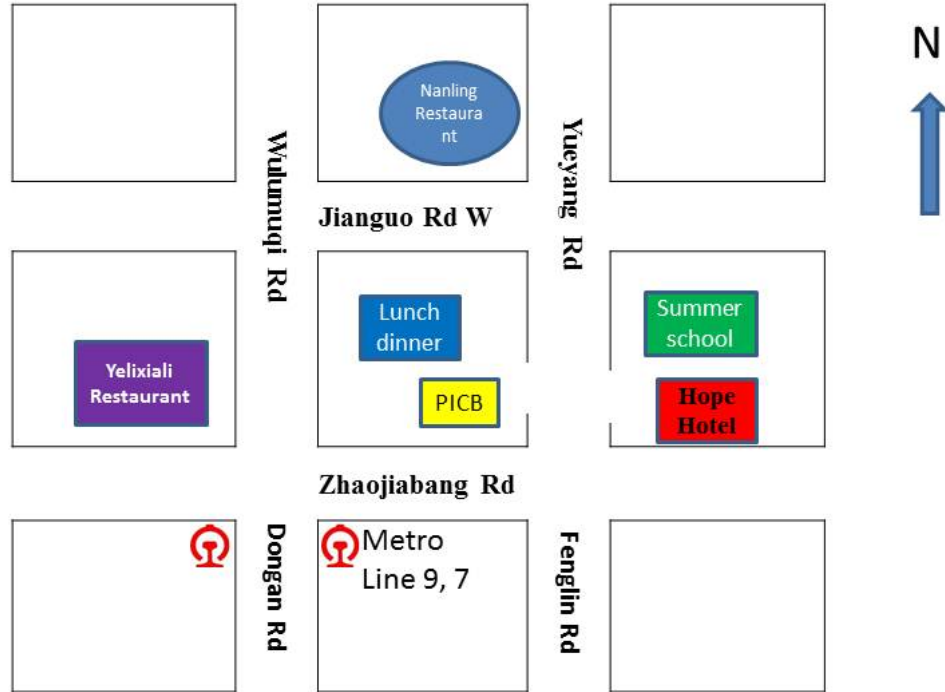 N
Nanling
Restaura
nt
Wulumuqi Rd
Yueyang Rd
Jianguo Rd W
Lunch
dinner
Summer
school
Yelixiali
Restaurant
PICB
Hope
Hotel
Zhaojiabang Rd
Dongan Rd
Metro
Line 9, 7
Fenglin Rd